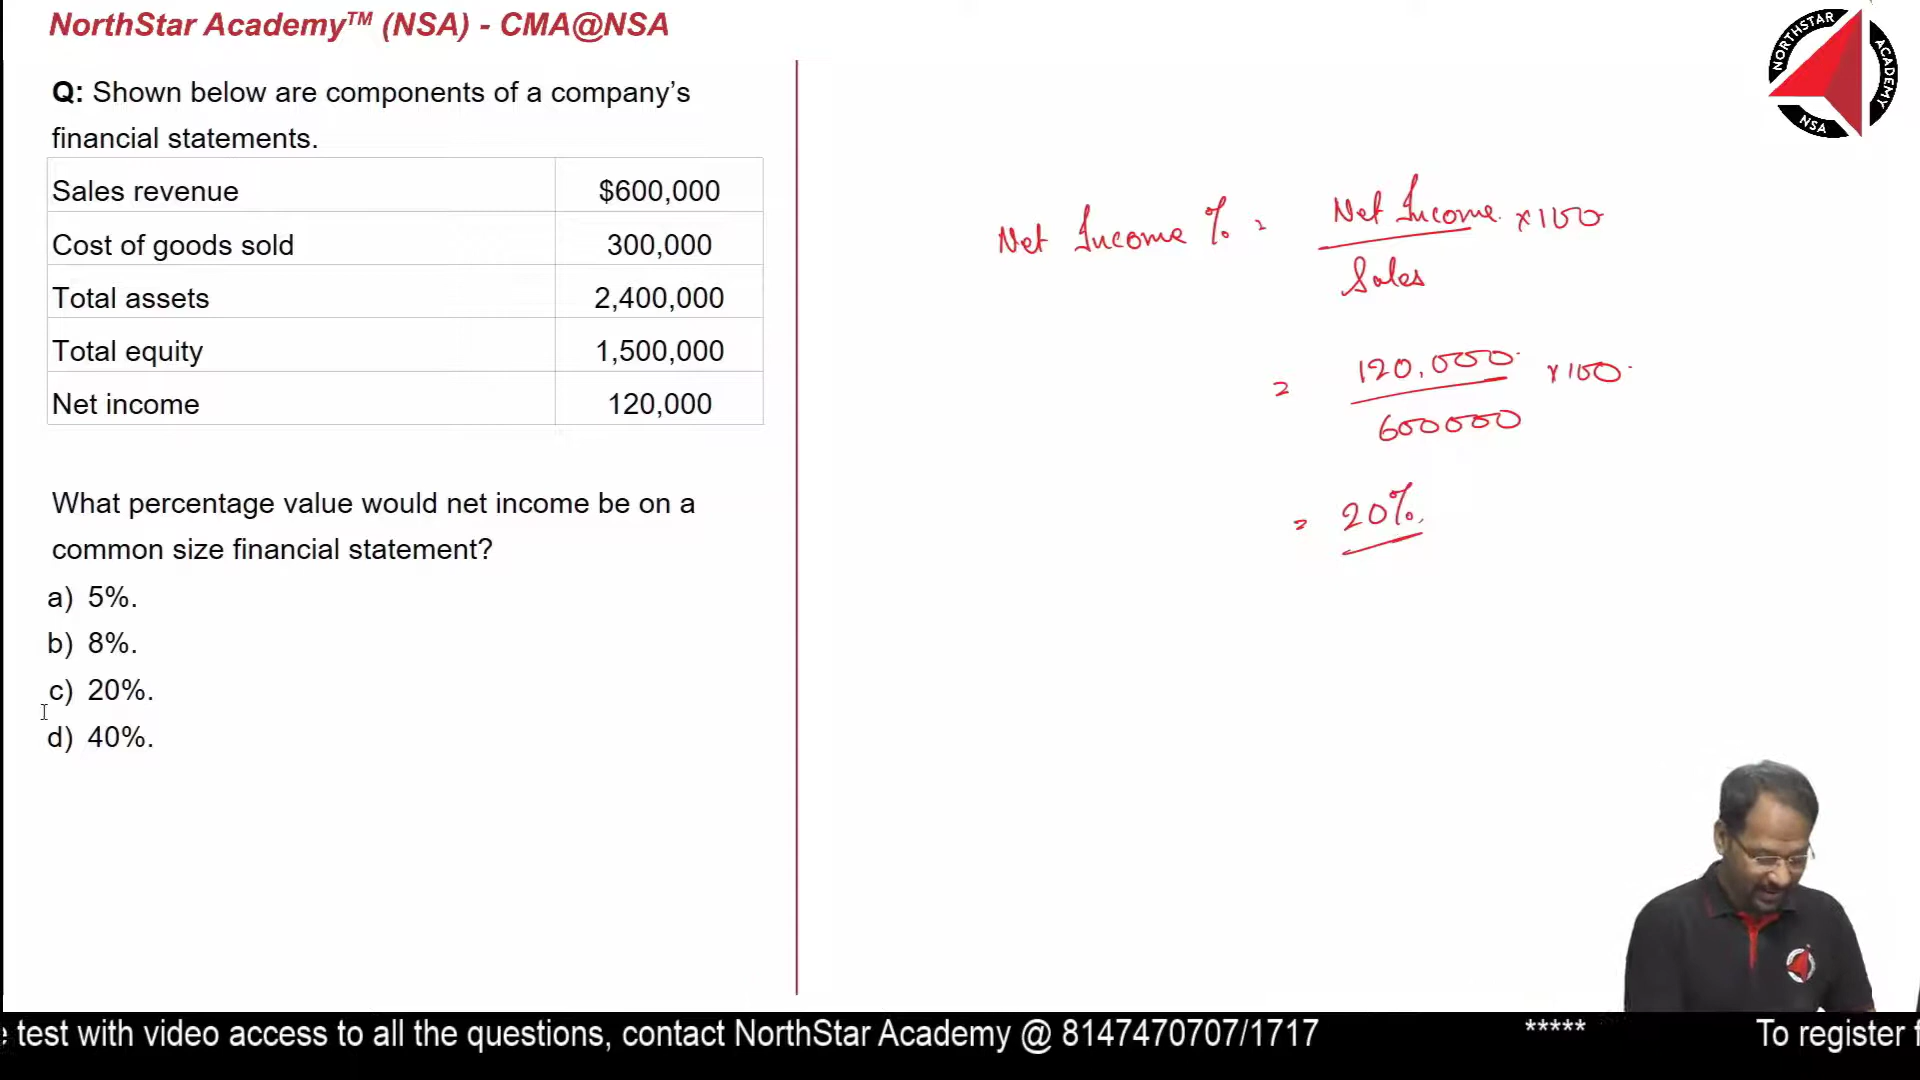 NorthStar Academy™ (NSA) - CMA@NSA
Q: Shown below are components of a company’s
financial statements.
Sales revenue $600,000
Cost of goods sold 300,000
Total assets 2,400,000
Total equity 1,500,000
Net income 120,000
What percentage value would net income be on a
common size financial statement?
a) 5%.
b) 8%.
c) 20%.
d) 40%.
Net Income % = Net Income × 100
Sales
= 120,000 × 100
600000
= 20%
NORTHSTAR ACADEMY
NSA
e test with video access to all the questions, contact NorthStar Academy @ 8147470707/1717 ***** To register f